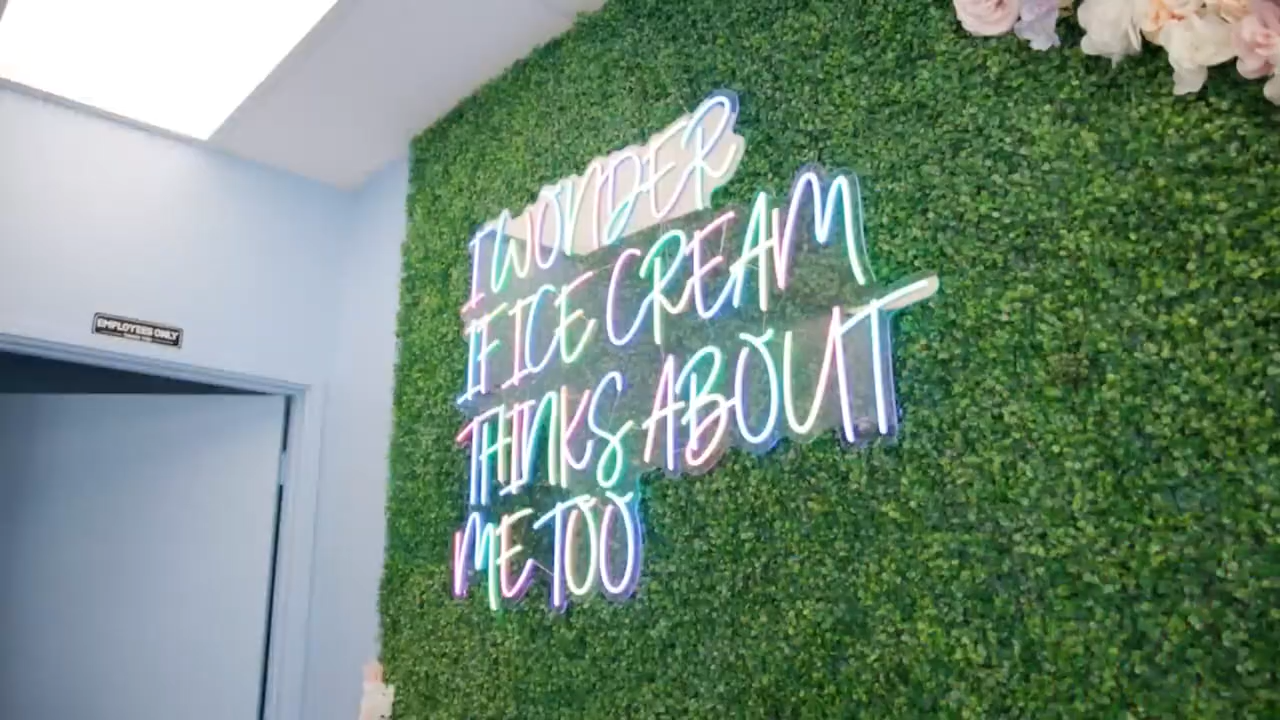 I WONDER
IF ICE CREAM
THINKS ABOUT
ME TOO
EMPLOYEES ONLY